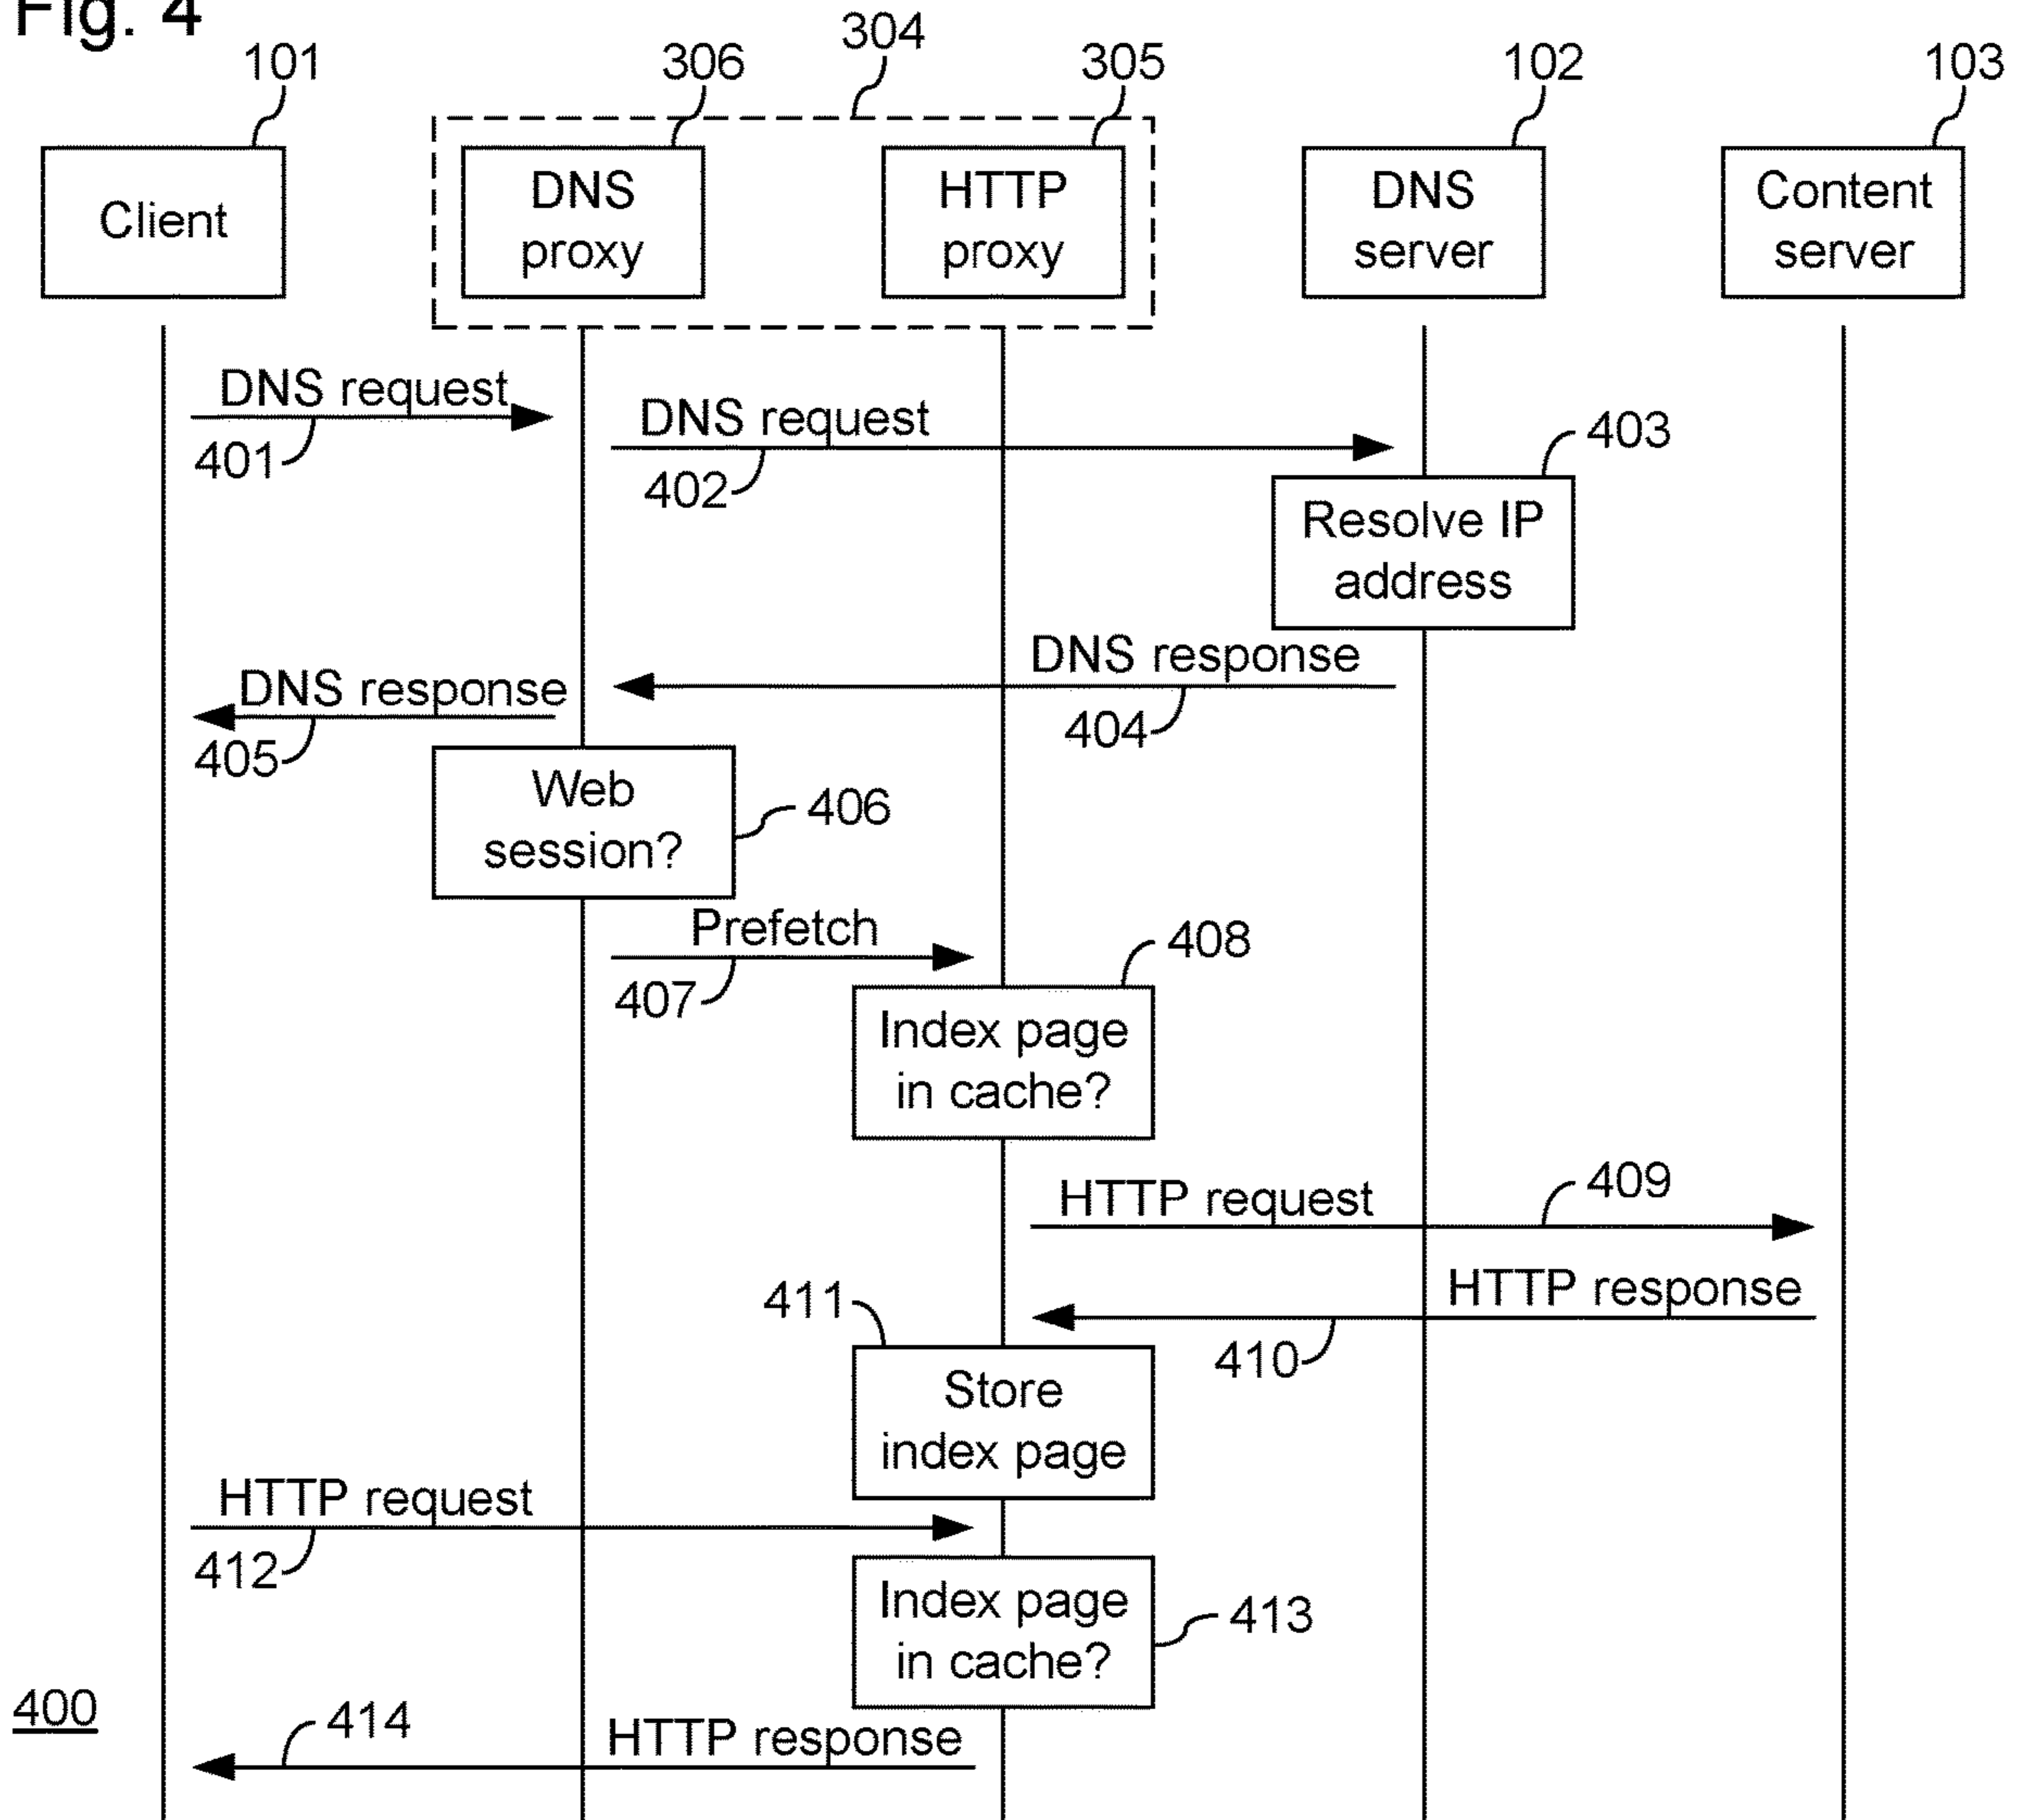 Fig. 4
101
306
304
305
102
103
Client
DNS
proxy
HTTP
proxy
DNS
server
Content
server
DNS request
401
DNS request
402
403
Resolve IP
address
DNS response
404
DNS response
405
Web
session?
406
Prefetch
407
408
Index page
in cache?
HTTP request
409
HTTP response
410
411
Store
index page
HTTP request
412
Index page
in cache?
413
400
414
HTTP response